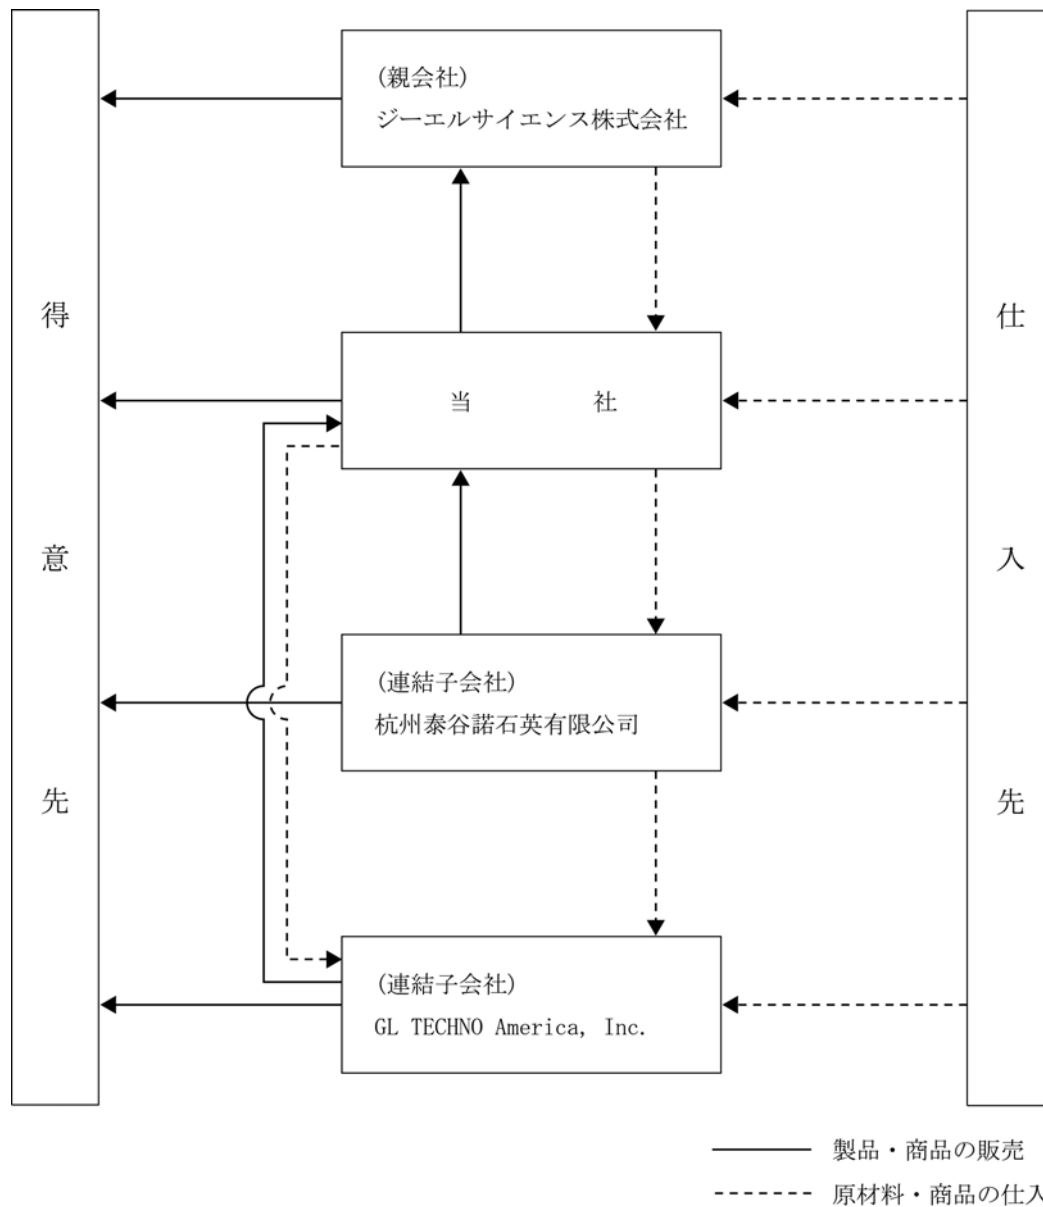 (親会社)
ジーエルサイエンス株式会社
得意先
当社
仕入先
(連結子会社)
杭州泰谷諾石英有限公司
(連結子会社)
GL TECHNO America, Inc.
製品・商品の販売
原材料・商品の仕入